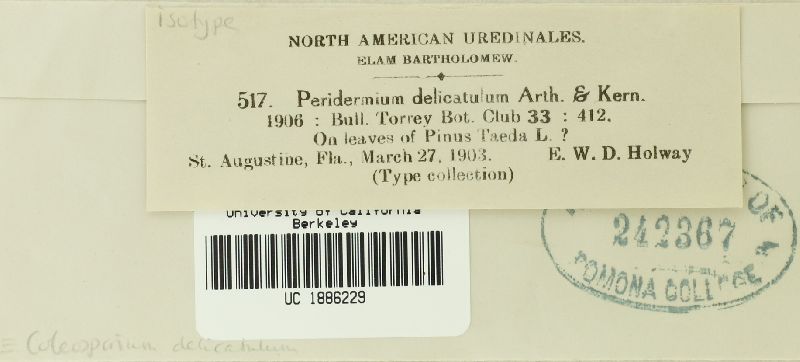 isotype
NORTH AMERICAN UREDINALES.
ELAM BARTHOLOMEW.
517. Peridermium delicatulum Arth. & Kern.
1906 : Bull. Torrey Bot. Club 33 : 412.
On leaves of Pinus Taeda L. ?
St. Augustine, Fla., March 27, 1903. E. W. D. Holway
(Type collection)
University of California
Berkeley
UC 1886229
OF
242367
POMONA COLLEGE
≡ Coleosporium delicatulum